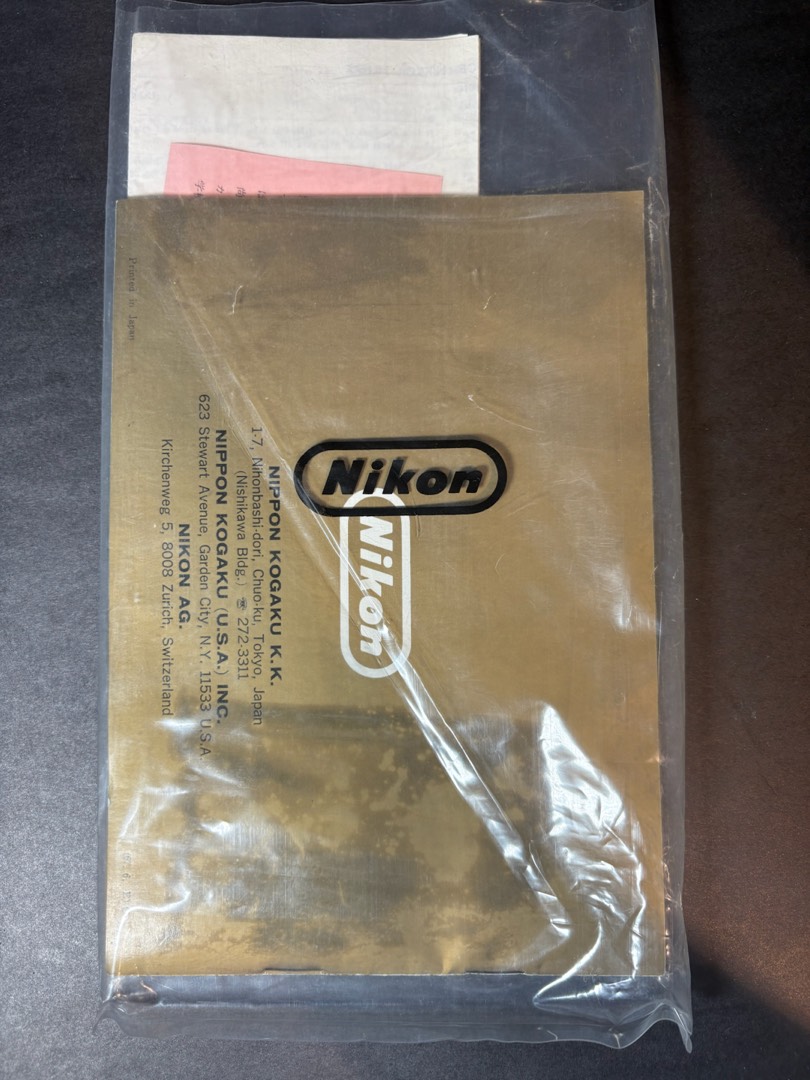 Nikon
Nikon
NIPPON KOGAKU K.K.
1-7, Nihonbashi-dori, Chuo-ku, Tokyo, Japan
(Nishikawa Bldg.) ☎ 272-3311
NIPPON KOGAKU (U.S.A.) INC.
623 Stewart Avenue, Garden City, N.Y. 11533 U.S.A
NIKON AG.
Kirchenweg 5, 8008 Zurich, Switzerland
Printed in Japan